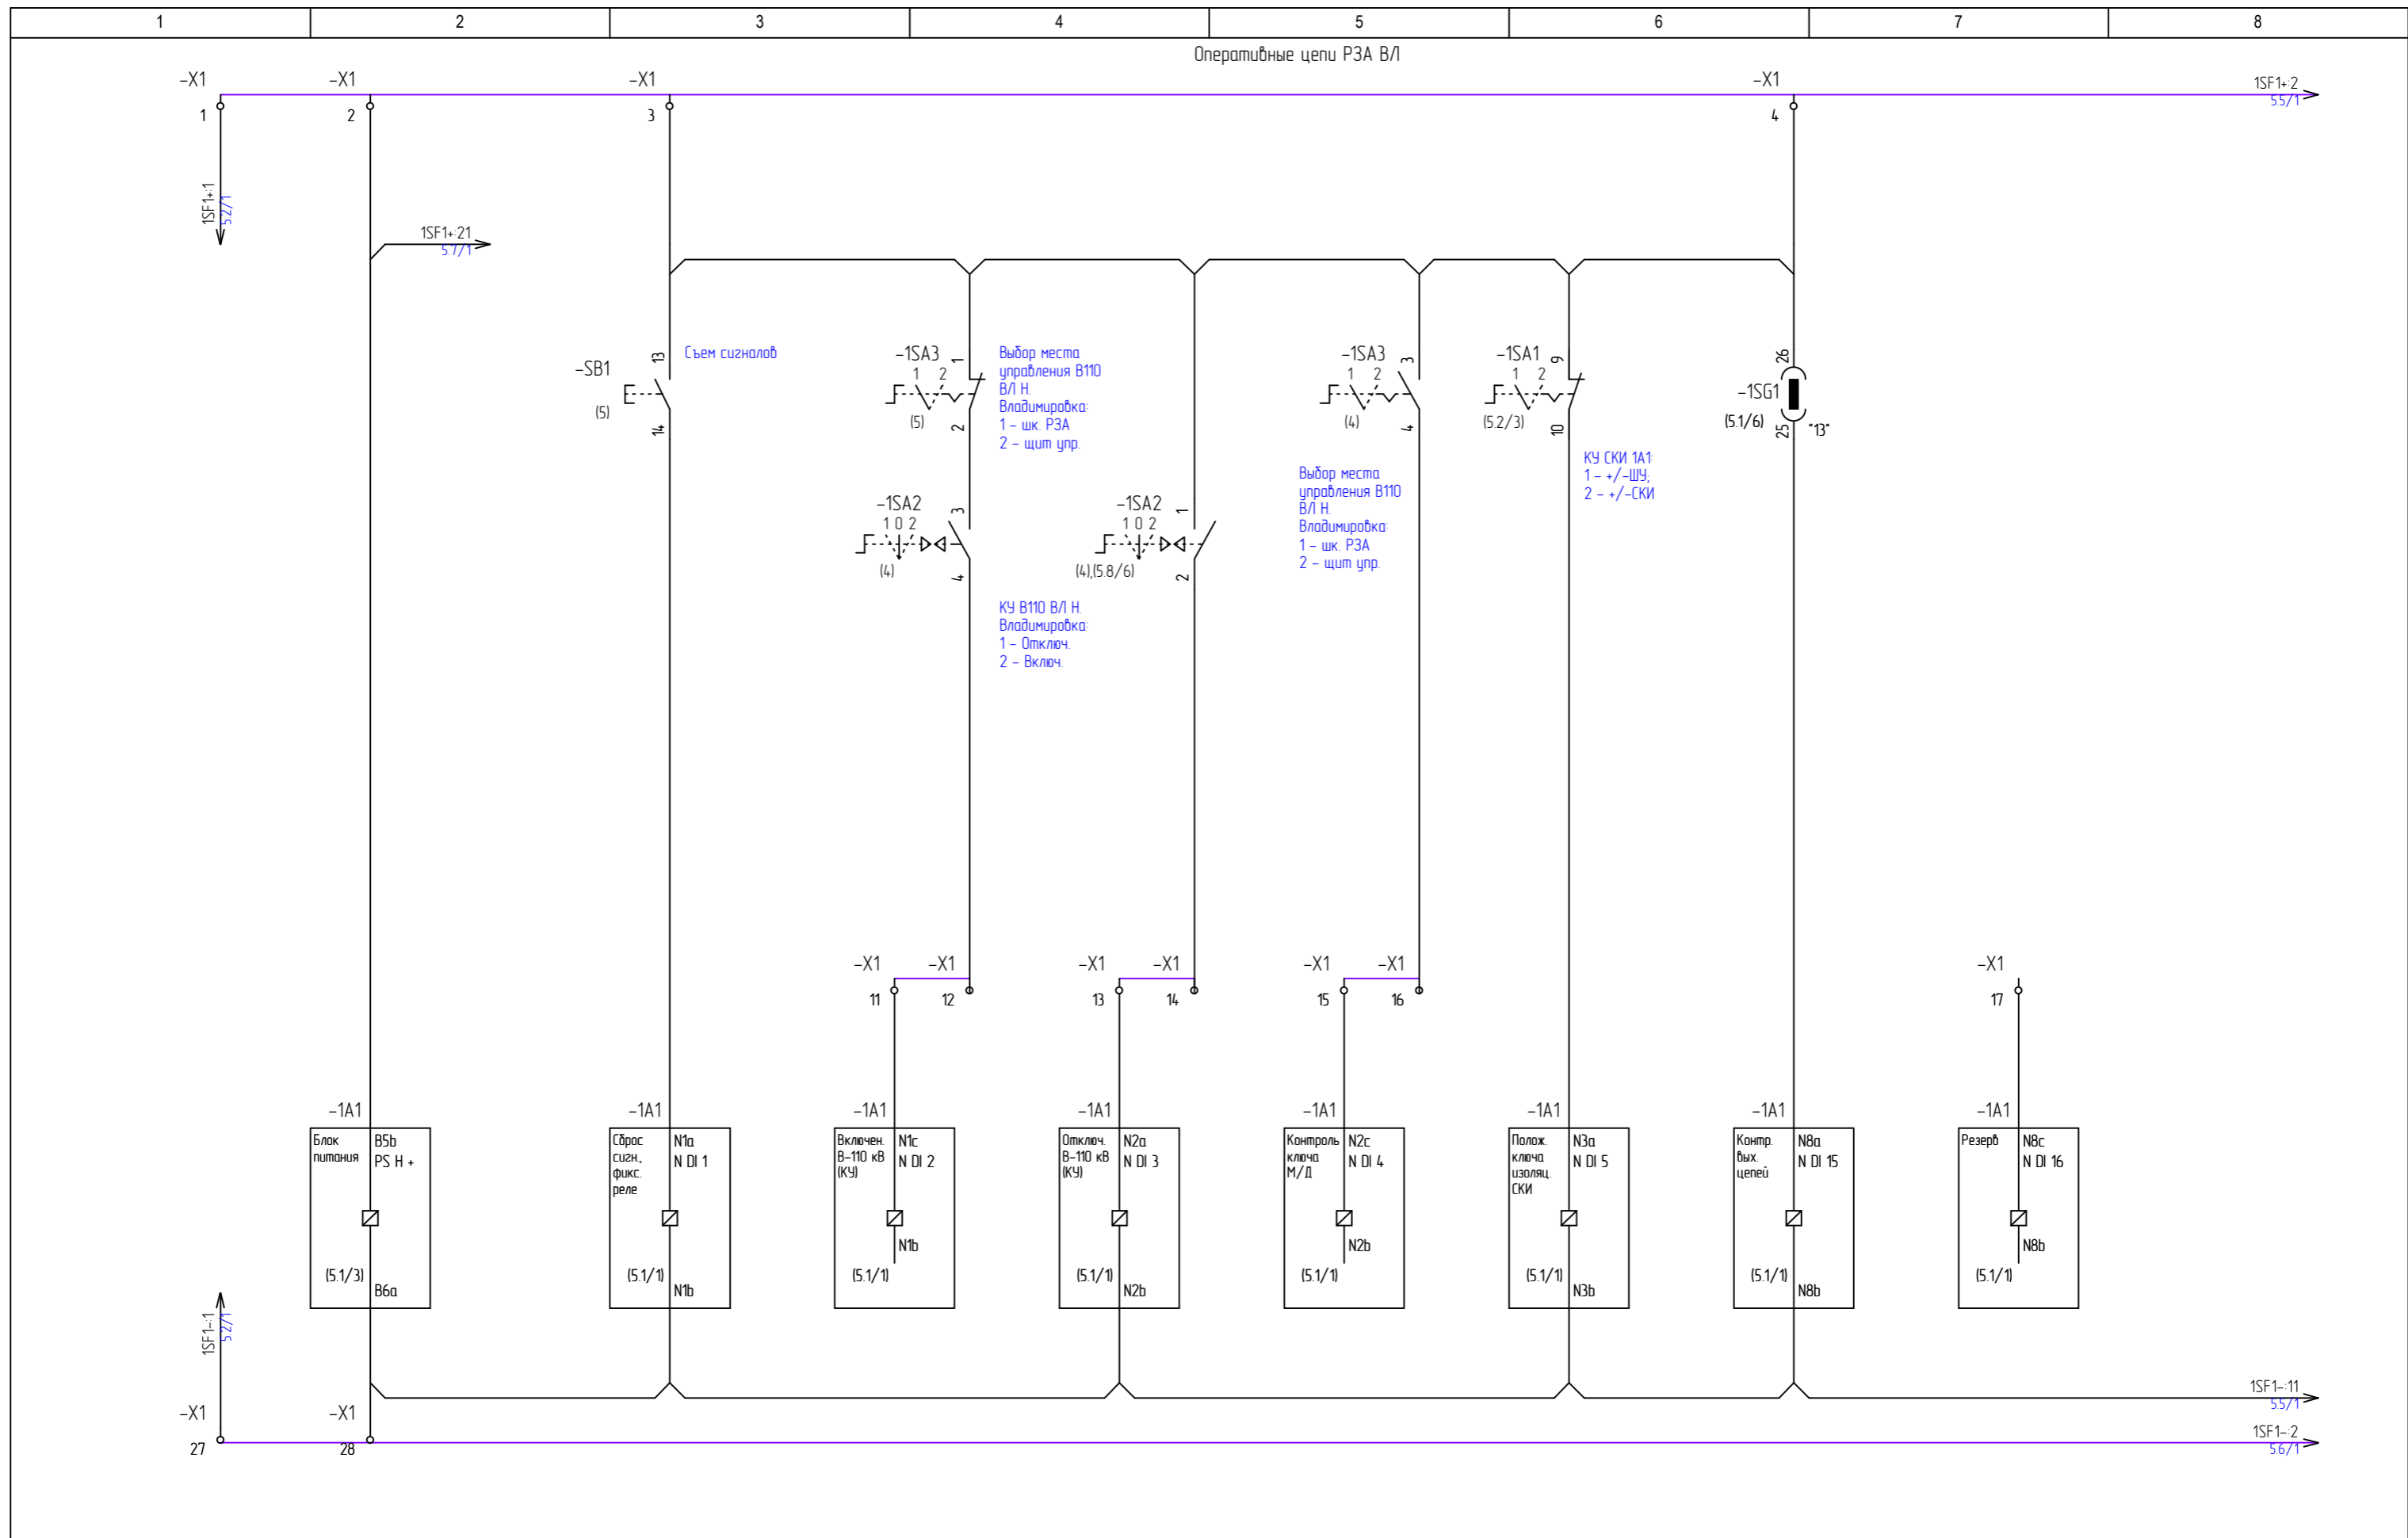 1 2 3 4 5 6 7 8
Оперативные цепи РЗА ВЛ
-X1 -X1 -X1 -X1
1SF1+:2
5.5/1
1 2 3 4
1SF1+:1
5.2/1
1SF1+:21
5.7/1
-SB1
(5)
13
14
Съем сигналов
-1SA3
1 2
(5)
1
2
Выбор места
управления В110
ВЛ Н.
Владимировка:
1 - шк. РЗА
2 - щит упр.
-1SA2
1 0 2
(4)
3
4
КУ В110 ВЛ Н.
Владимировка:
1 - Отключ.
2 - Включ.
-1SA2
1 0 2
(4),(5.8/6)
1
2
-1SA3
1 2
(4)
3
4
Выбор места
управления В110
ВЛ Н.
Владимировка:
1 - шк. РЗА
2 - щит упр.
-1SA1
1 2
(5.2/3)
9
10
КУ СКИ 1А1:
1 - +/-ШУ;
2 - +/-СКИ
-1SG1
(5.1/6)
26
25
"13"
-X1 -X1 -X1 -X1 -X1 -X1 -X1
11 12 13 14 15 16 17
-1A1 -1A1 -1A1 -1A1 -1A1 -1A1 -1A1 -1A1
Блок
питания
B5b
PS H +
(5.1/3)
B6a
Сброс
сигн.,
фикс.
реле
N1a
N DI 1
(5.1/1)
N1b
Включен.
В-110 кВ
(КУ)
N1c
N DI 2
N1b
(5.1/1)
Отключ.
В-110 кВ
(КУ)
N2a
N DI 3
(5.1/1)
N2b
Контроль
ключа
М/Д
N2c
N DI 4
N2b
(5.1/1)
Полож.
ключа
изоляц.
СКИ
N3a
N DI 5
(5.1/1)
N3b
Контр.
вых.
цепей
N8a
N DI 15
(5.1/1)
N8b
Резерв
N8c
N DI 16
N8b
(5.1/1)
1SF1-:1
5.2/1
1SF1-:11
5.5/1
-X1 -X1
27 28
1SF1-:2
5.6/1